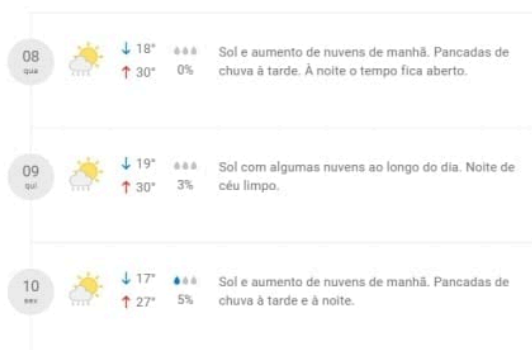 08
qua
↓ 18°
↑ 30°
0%
Sol e aumento de nuvens de manhã. Pancadas de
chuva à tarde. À noite o tempo fica aberto.
09
qui
↓ 19°
↑ 30°
3%
Sol com algumas nuvens ao longo do dia. Noite de
céu limpo.
10
sex
↓ 17°
↑ 27°
5%
Sol e aumento de nuvens de manhã. Pancadas de
chuva à tarde e à noite.